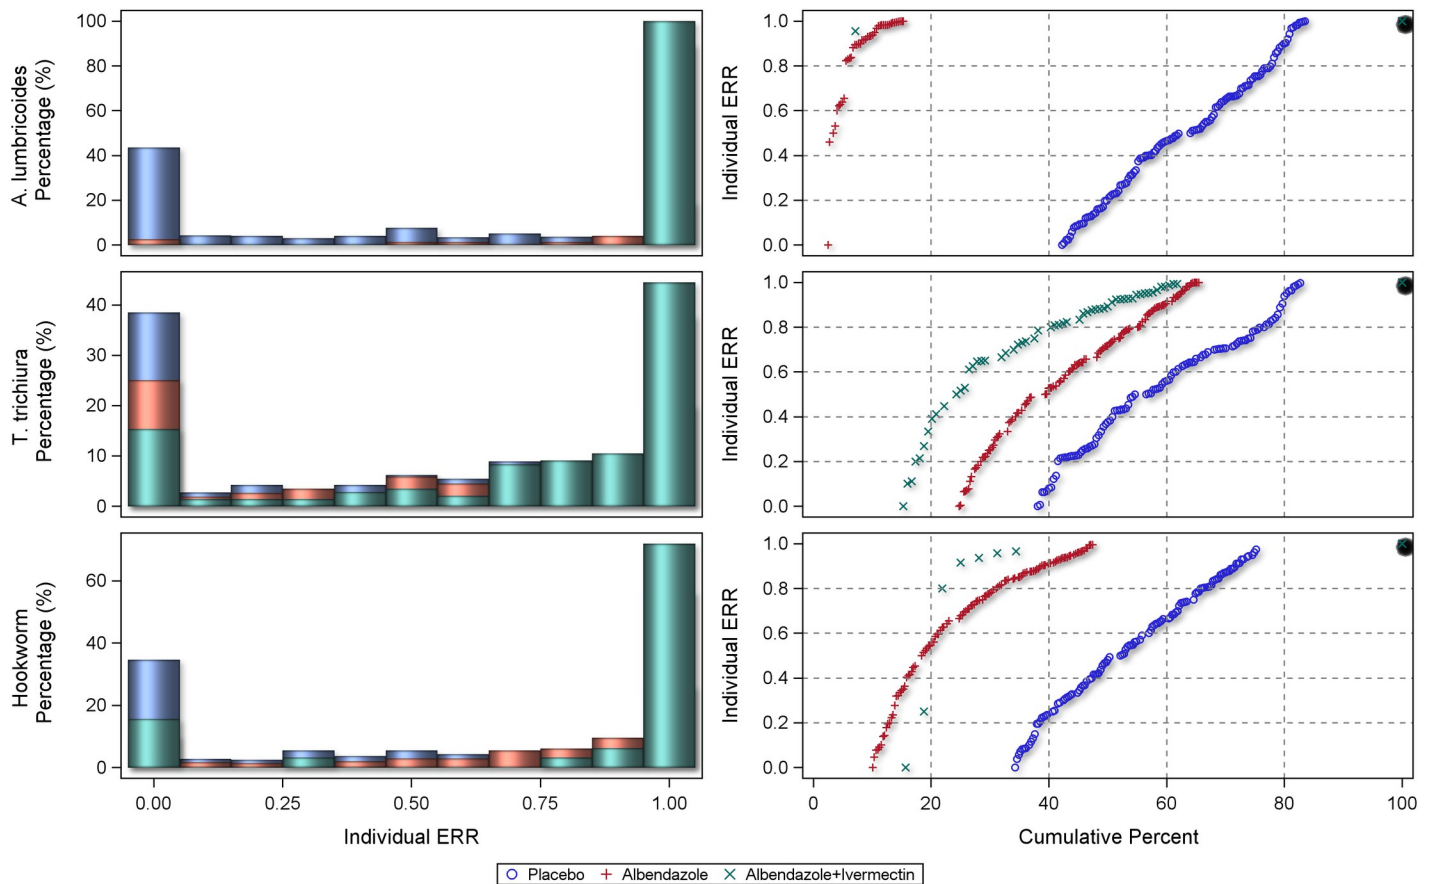 A. lumbricoides
Percentage (%)
100
80
60
40
20
0
Individual ERR
1.0
0.8
0.6
0.4
0.2
0.0
T. trichiura
Percentage (%)
40
30
20
10
0
Individual ERR
1.0
0.8
0.6
0.4
0.2
0.0
Hookworm
Percentage (%)
60
40
20
0
0.00 0.25 0.50 0.75 1.00
Individual ERR
Individual ERR
1.0
0.8
0.6
0.4
0.2
0.0
0 20 40 60 80 100
Cumulative Percent
Placebo Albendazole Albendazole+Ivermectin